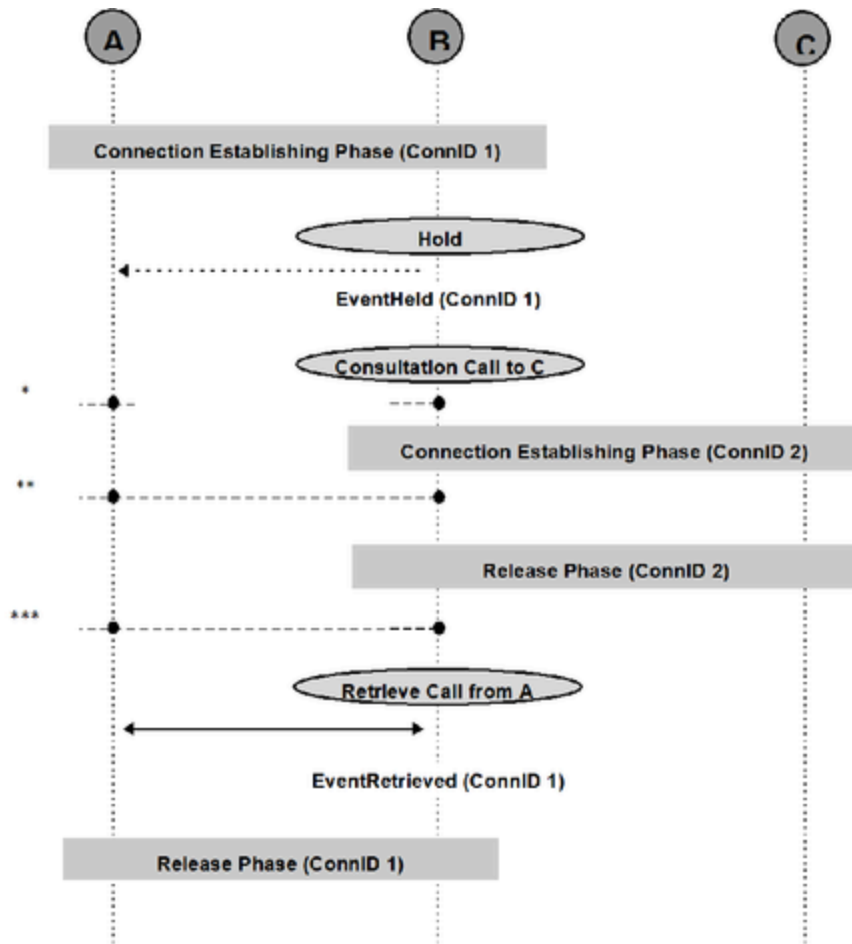 A
B
C
Connection Establishing Phase (ConnID 1)
Hold
EventHeld (ConnID 1)
Consultation Call to C
*
Connection Establishing Phase (ConnID 2)
**
Release Phase (ConnID 2)
***
Retrieve Call from A
EventRetrieved (ConnID 1)
Release Phase (ConnID 1)